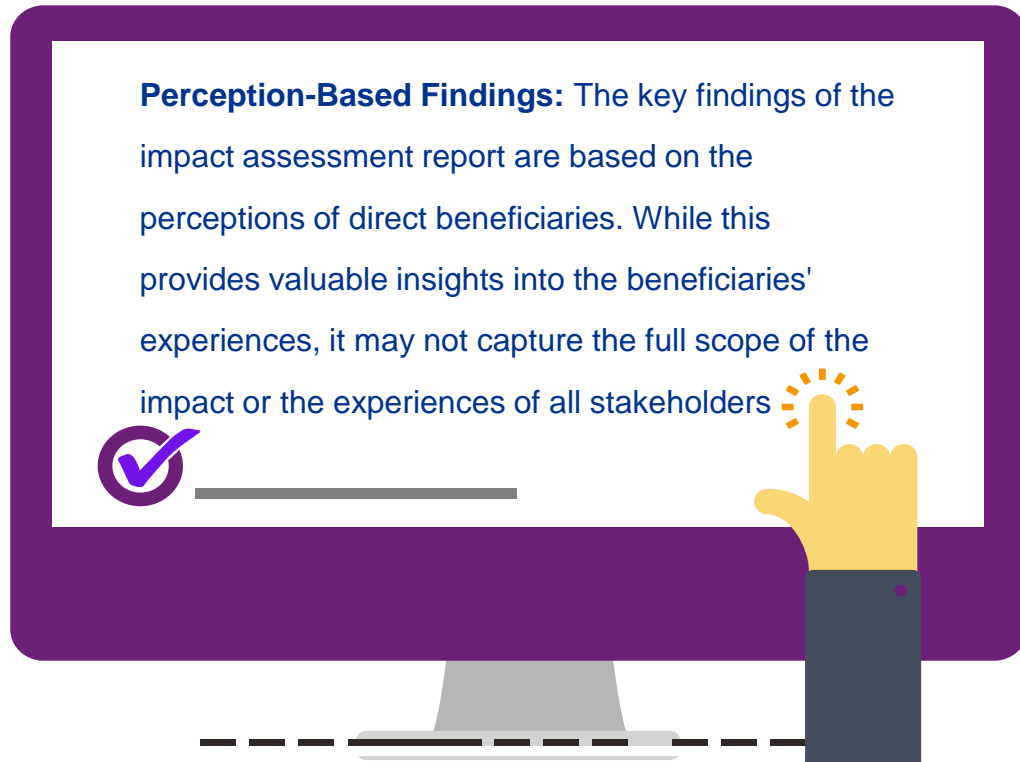 Perception-Based Findings: The key findings of the
impact assessment report are based on the
perceptions of direct beneficiaries. While this
provides valuable insights into the beneficiaries'
experiences, it may not capture the full scope of the
impact or the experiences of all stakeholders